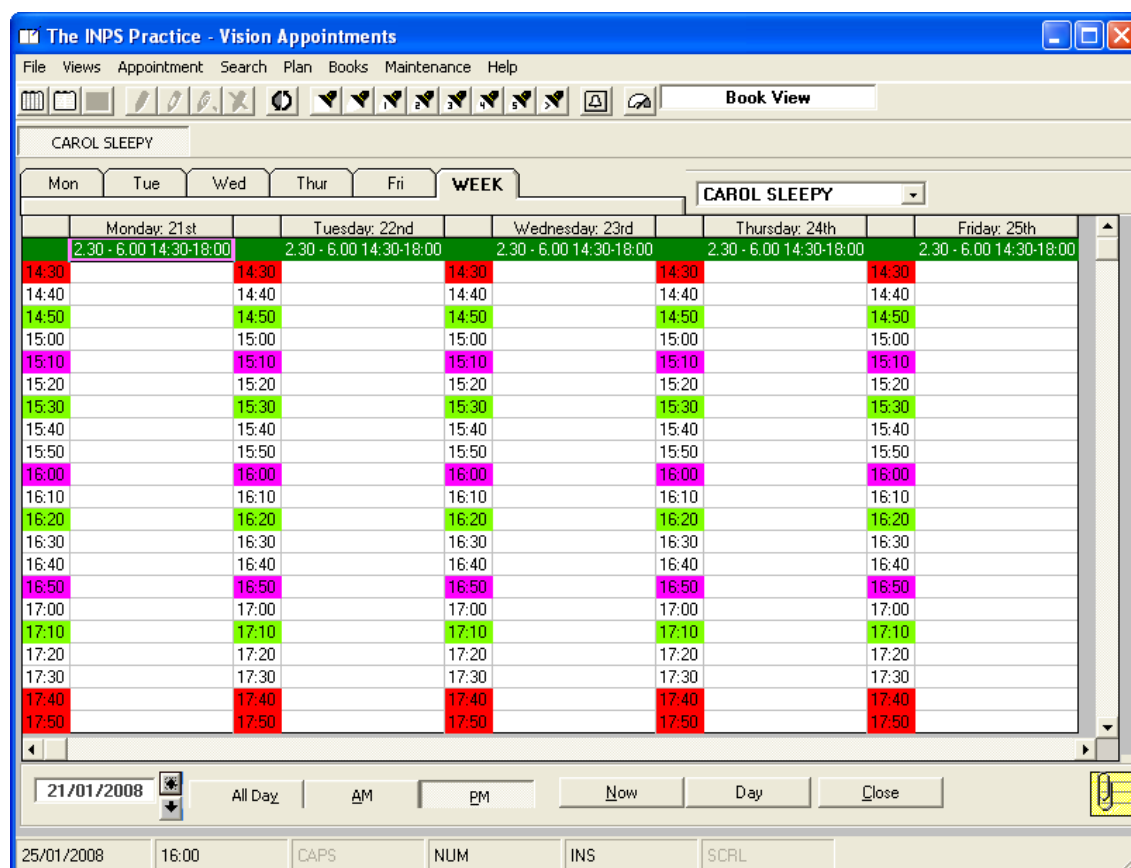 The INPS Practice - Vision Appointments
File Views Appointment Search Plan Books Maintenance Help
1 2 3 4 5 > Book View
CAROL SLEEPY
Mon Tue Wed Thur Fri WEEK CAROL SLEEPY
Monday: 21st Tuesday: 22nd Wednesday: 23rd Thursday: 24th Friday: 25th
2.30 - 6.00 14:30-18:00 2.30 - 6.00 14:30-18:00 2.30 - 6.00 14:30-18:00 2.30 - 6.00 14:30-18:00 2.30 - 6.00 14:30-18:00
14:30 14:30 14:30 14:30 14:30
14:40 14:40 14:40 14:40 14:40
14:50 14:50 14:50 14:50 14:50
15:00 15:00 15:00 15:00 15:00
15:10 15:10 15:10 15:10 15:10
15:20 15:20 15:20 15:20 15:20
15:30 15:30 15:30 15:30 15:30
15:40 15:40 15:40 15:40 15:40
15:50 15:50 15:50 15:50 15:50
16:00 16:00 16:00 16:00 16:00
16:10 16:10 16:10 16:10 16:10
16:20 16:20 16:20 16:20 16:20
16:30 16:30 16:30 16:30 16:30
16:40 16:40 16:40 16:40 16:40
16:50 16:50 16:50 16:50 16:50
17:00 17:00 17:00 17:00 17:00
17:10 17:10 17:10 17:10 17:10
17:20 17:20 17:20 17:20 17:20
17:30 17:30 17:30 17:30 17:30
17:40 17:40 17:40 17:40 17:40
17:50 17:50 17:50 17:50 17:50
21/01/2008 All Day AM PM Now Day Close
25/01/2008 16:00 CAPS NUM INS SCRL